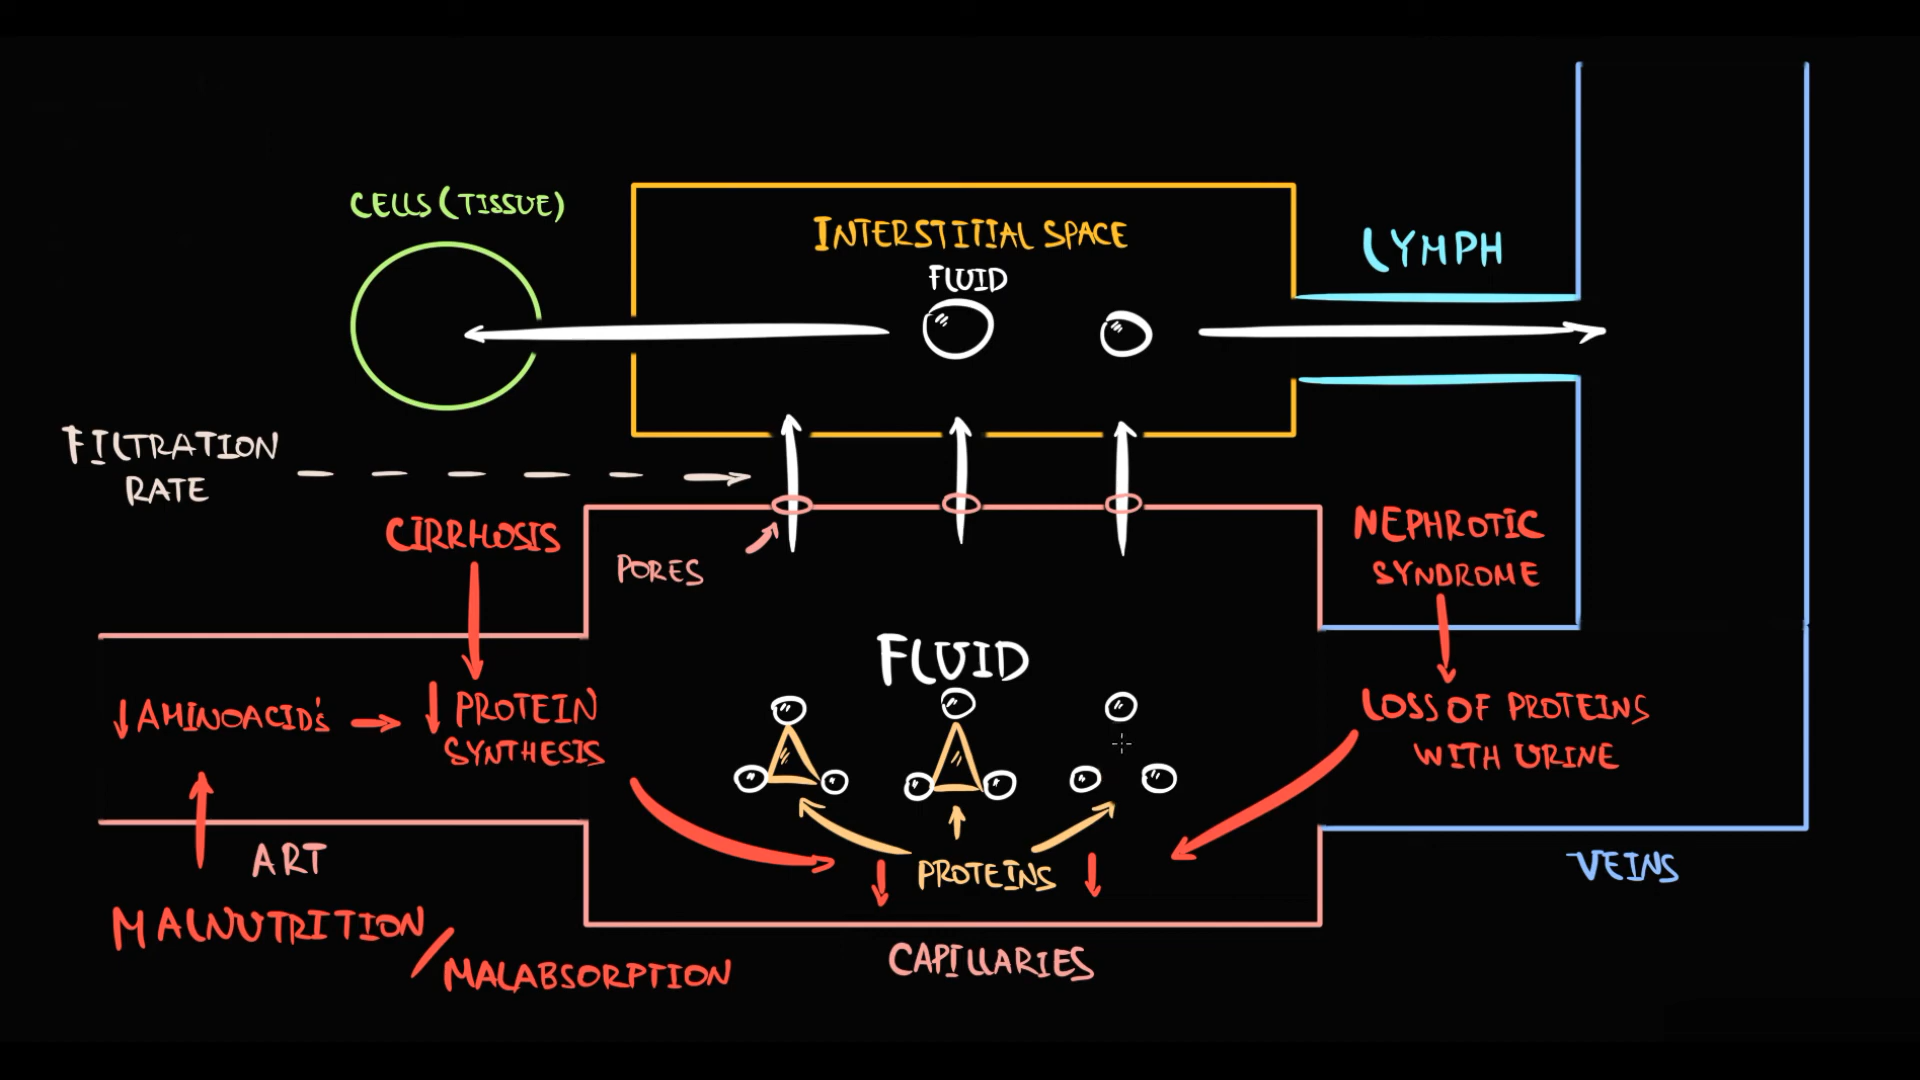 CELLS (TISSUE)
INTERSTITIAL SPACE
FLUID
LYMPH
FILTRATION
RATE
CIRRHOSIS
PORES
NEPHROTIC
SYNDROME
FLUID
↓ AMINOACID'S → ↓ PROTEIN
SYNTHESIS
LOSS OF PROTEINS
WITH URINE
ART
↓ PROTEINS ↓
VEINS
MALNUTRITION/
MALABSORPTION
CAPILLARIES